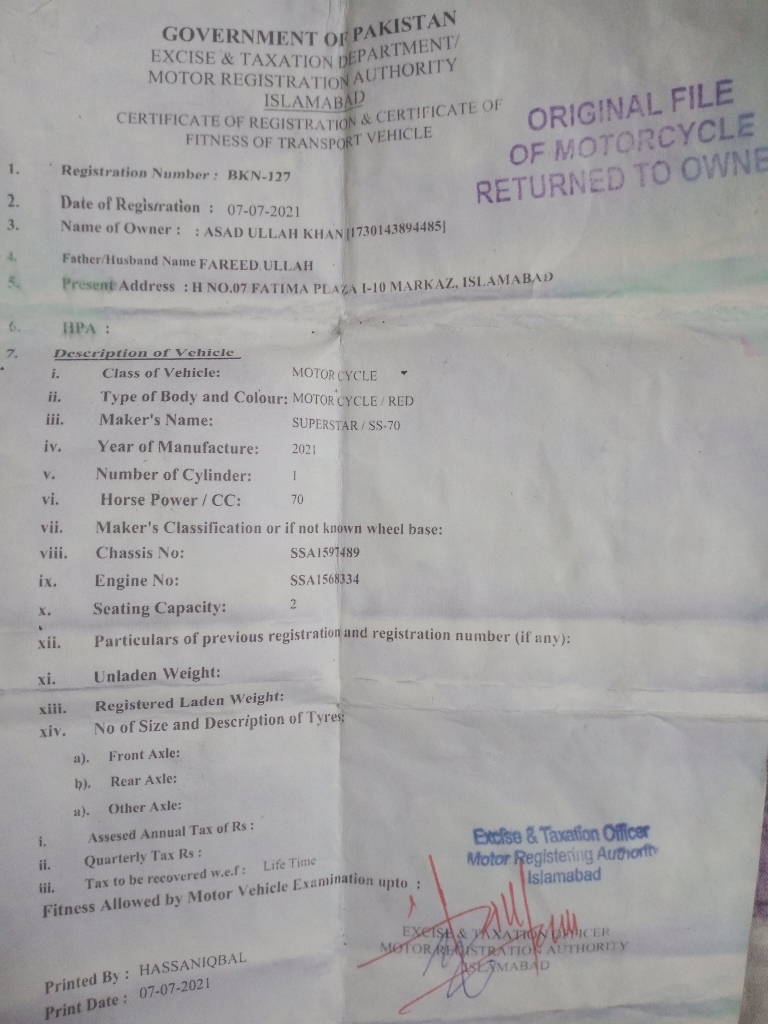 GOVERNMENT OF PAKISTAN
EXCISE & TAXATION DEPARTMENT/
MOTOR REGISTRATION AUTHORITY
ISLAMABAD
CERTIFICATE OF REGISTRATION & CERTIFICATE OF
FITNESS OF TRANSPORT VEHICLE
ORIGINAL FILE
OF MOTORCYCLE
RETURNED TO OWNE
1. Registration Number : BKN-127
2. Date of Regisrration : 07-07-2021
3. Name of Owner : : ASAD ULLAH KHAN [1730143894485]
4. Father/Husband Name FAREED ULLAH
5. Present Address : H NO.07 FATIMA PLAZA I-10 MARKAZ, ISLAMABAD
6. HPA :
7. Description of Vehicle
i. Class of Vehicle: MOTOR CYCLE
ii. Type of Body and Colour: MOTOR CYCLE / RED
iii. Maker's Name: SUPERSTAR / SS-70
iv. Year of Manufacture: 2021
v. Number of Cylinder: 1
vi. Horse Power / CC: 70
vii. Maker's Classification or if not known wheel base:
viii. Chassis No: SSA1597489
ix. Engine No: SSA1568334
x. Seating Capacity: 2
xii. Particulars of previous registration and registration number (if any):
xi. Unladen Weight:
xiii. Registered Laden Weight:
xiv. No of Size and Description of Tyres:
a). Front Axle:
b). Rear Axle:
a). Other Axle:
i. Assesed Annual Tax of Rs :
ii. Quarterly Tax Rs :
iii. Tax to be recovered w.e.f : Life Time
Fitness Allowed by Motor Vehicle Examination upto :
Excise & Taxation Officer
Motor Registering Authority
Islamabad
EXCISE & TAXATION OFFICER
MOTOR REGISTRATION AUTHORITY
ISLAMABAD
Printed By : HASSANIQBAL
Print Date : 07-07-2021